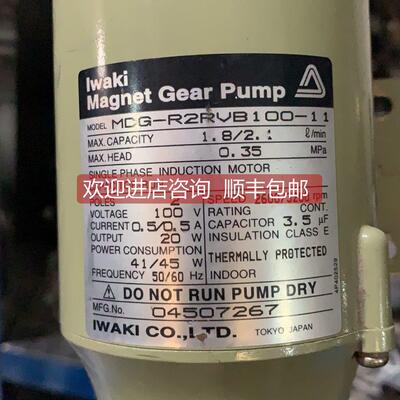 Iwaki
Magnet Gear Pump
MODEL MDG-R2RVB100-11
MAX. CAPACITY 1.8/2.1 ℓ/min
MAX. HEAD 0.35 MPa
SINGLE PHASE INDUCTION MOTOR
欢迎进店咨询 顺丰包邮
POLES 2 SPEED rpm
VOLTAGE 100 V RATING CONT.
CURRENT 0.5/0.5 A CAPACITOR 3.5 µF
OUTPUT 20 W INSULATION CLASS E
POWER CONSUMPTION
41/45 W THERMALLY PROTECTED
FREQUENCY 50/60 Hz INDOOR
DO NOT RUN PUMP DRY
MFG.No. 04507267
IWAKI CO.,LTD. TOKYO JAPAN